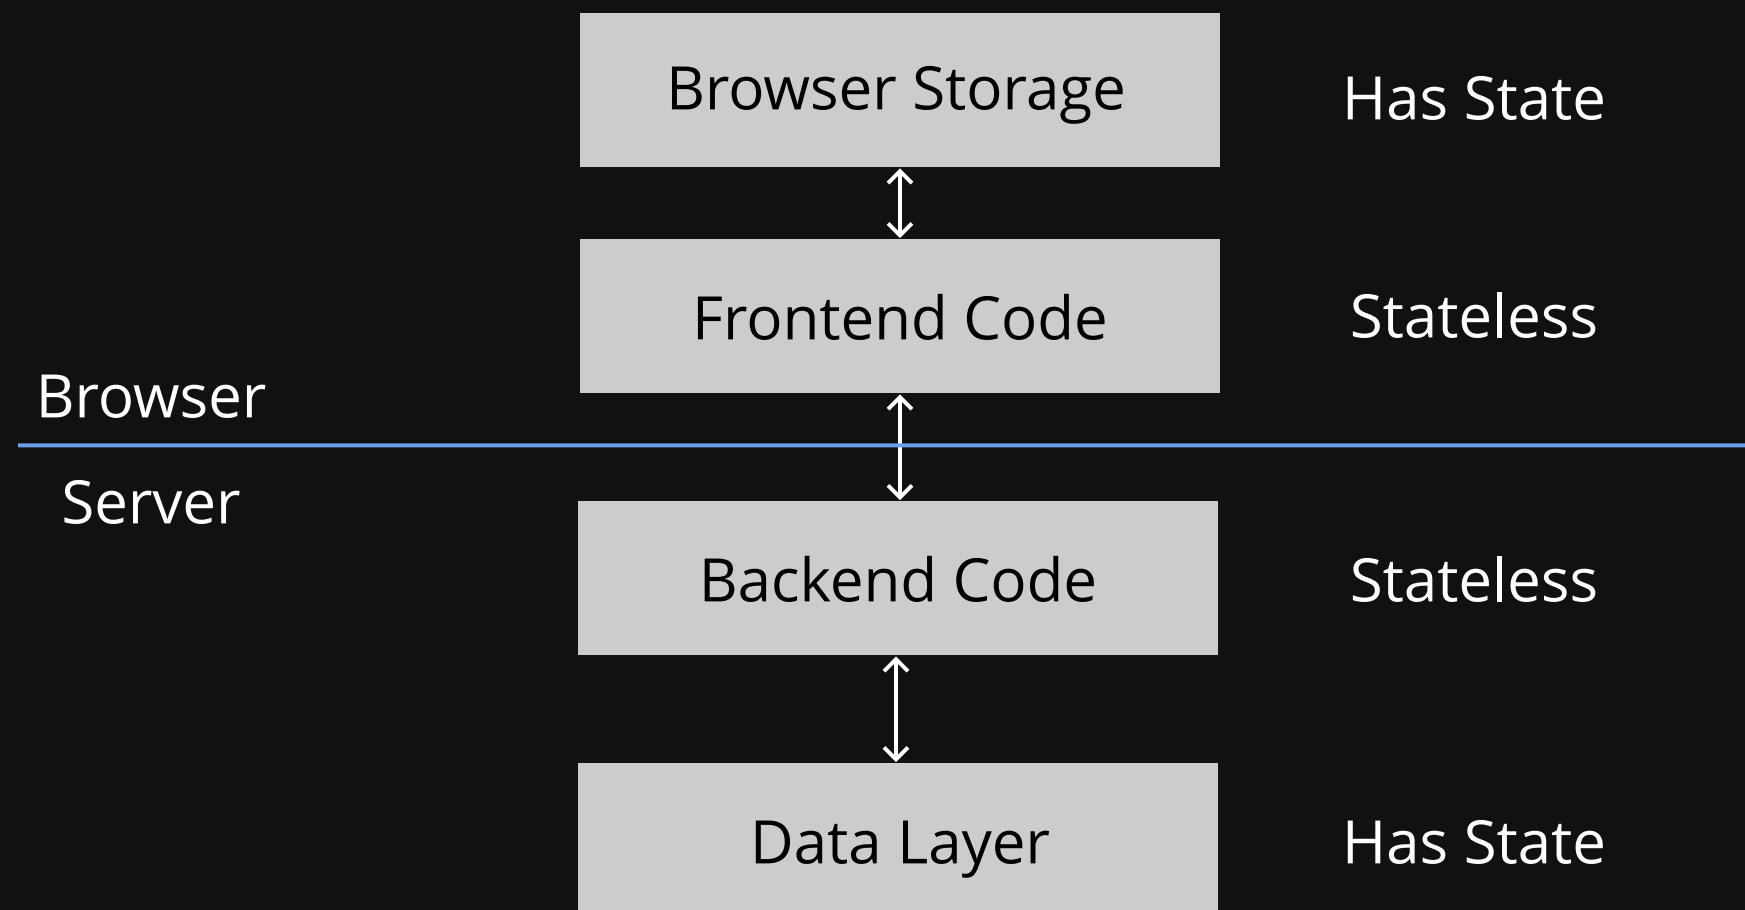 Browser Storage
Has State
Frontend Code
Stateless
Browser
Server
Backend Code
Stateless
Data Layer
Has State